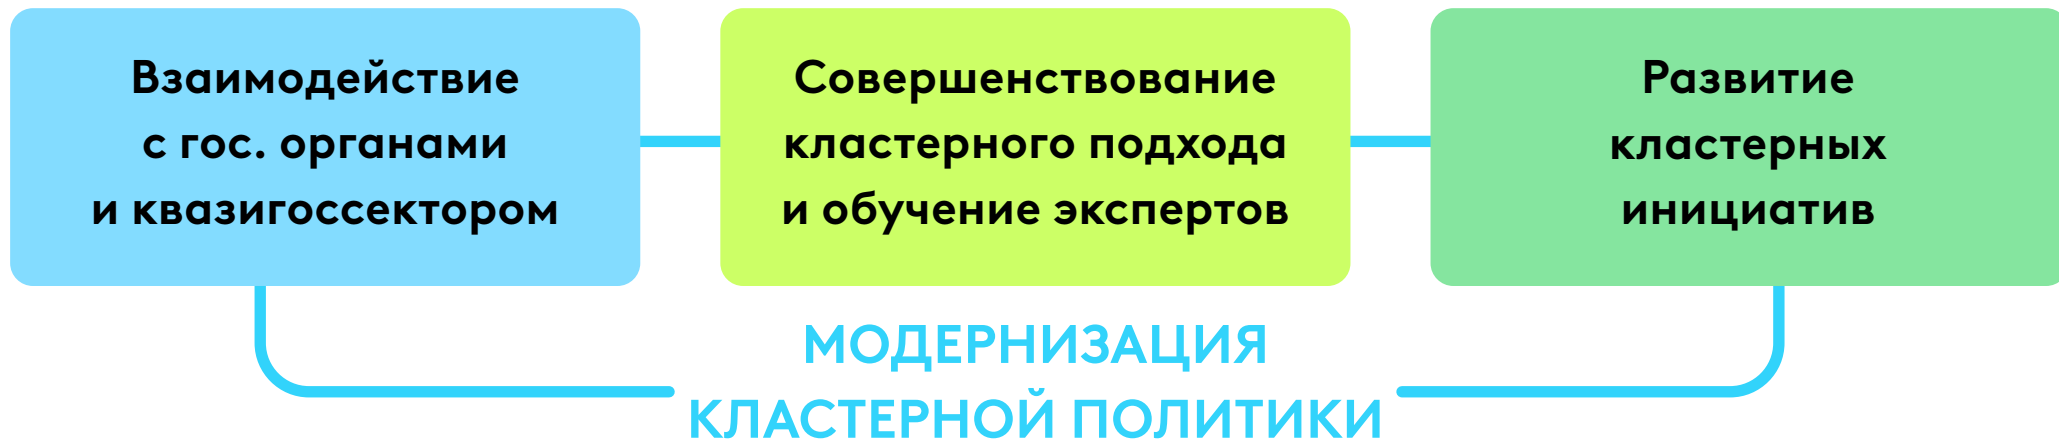 Взаимодействие
с гос. органами
и квазигоссектором
Совершенствование
кластерного подхода
и обучение экспертов
Развитие
кластерных
инициатив
МОДЕРНИЗАЦИЯ
КЛАСТЕРНОЙ ПОЛИТИКИ